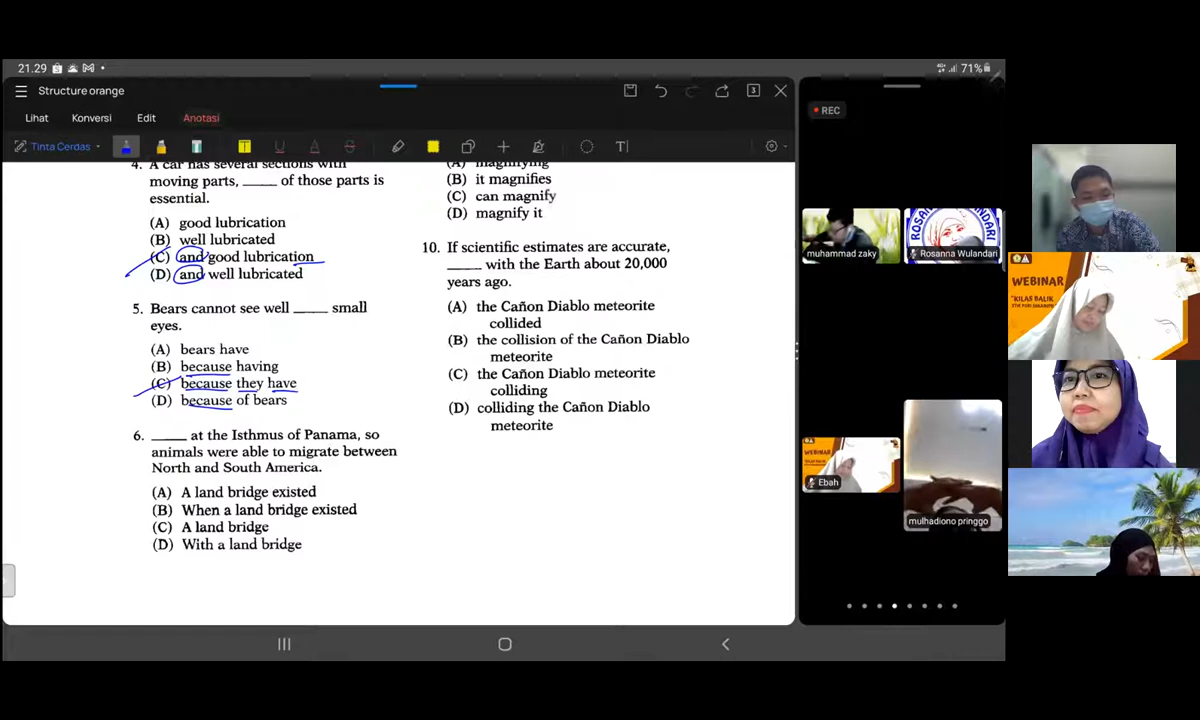 21.29
71%
Structure orange
3
Lihat
Konversi
Edit
Anotasi
Tinta Cerdas
4. A car has several sections with
moving parts, _____ of those parts is
essential.
(A) good lubrication
(B) well lubricated
(C) and good lubrication
(D) and well lubricated
5. Bears cannot see well _____ small
eyes.
(A) bears have
(B) because having
(C) because they have
(D) because of bears
6. _____ at the Isthmus of Panama, so
animals were able to migrate between
North and South America.
(A) A land bridge existed
(B) When a land bridge existed
(C) A land bridge
(D) With a land bridge
(A) magnifying
(B) it magnifies
(C) can magnify
(D) magnify it
10. If scientific estimates are accurate,
_____ with the Earth about 20,000
years ago.
(A) the Cañon Diablo meteorite
collided
(B) the collision of the Cañon Diablo
meteorite
(C) the Cañon Diablo meteorite
colliding
(D) colliding the Cañon Diablo
meteorite
REC
muhammad zaky
Rosanna Wulandari
WEBINAR
Ebah
mulhadiono pringgo
WEBINAR
"KILAS BALIK